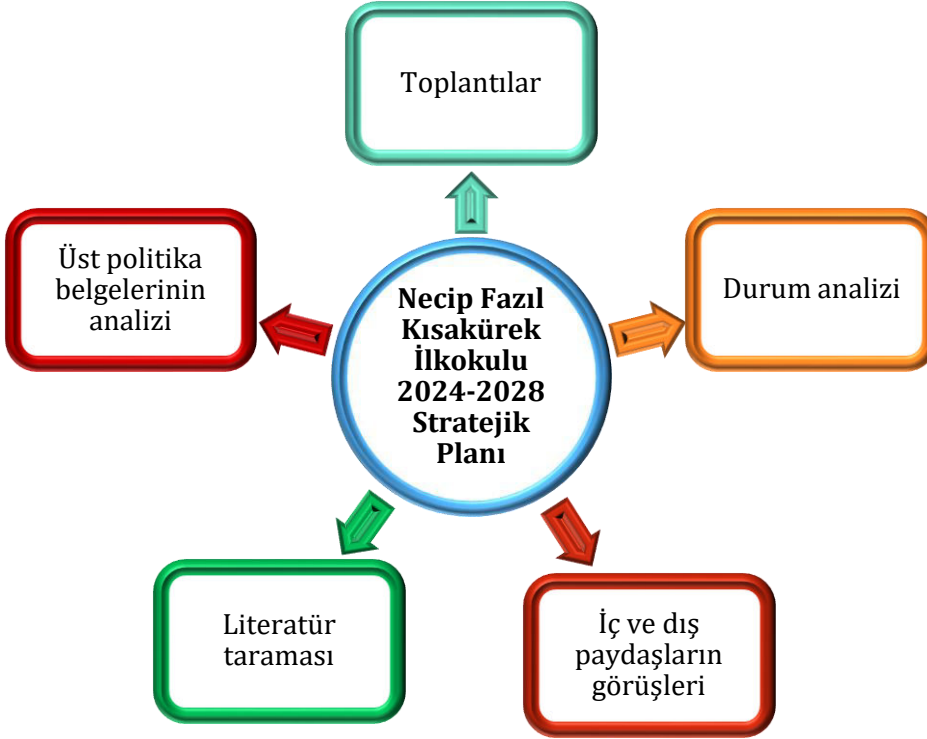 Toplantılar
Üst politika
belgelerinin
analizi
Durum analizi
Necip Fazıl
Kısakürek
İlkokulu
2024-2028
Stratejik
Planı
Literatür
taraması
İç ve dış
paydaşların
görüşleri